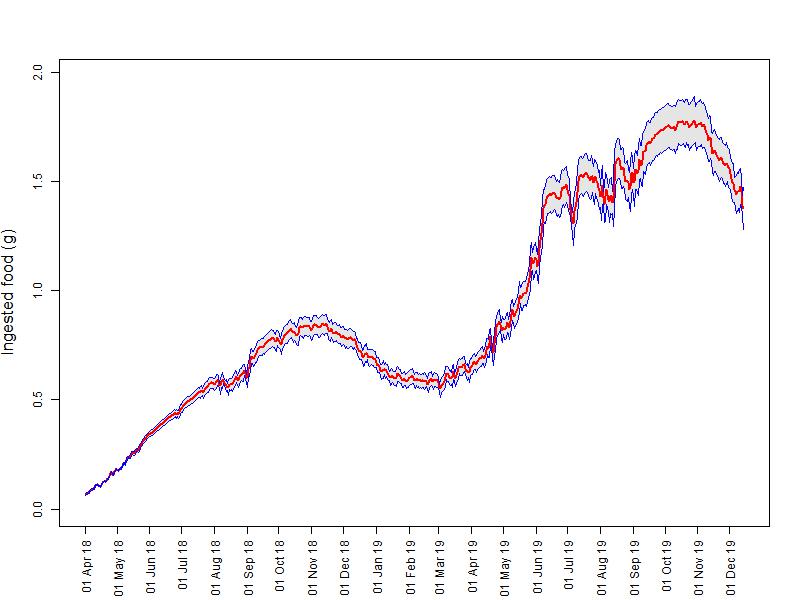 Ingested food (g)
2.0
1.5
1.0
0.5
0.0
01 Apr 18
01 May 18
01 Jun 18
01 Jul 18
01 Aug 18
01 Sep 18
01 Oct 18
01 Nov 18
01 Dec 18
01 Jan 19
01 Feb 19
01 Mar 19
01 Apr 19
01 May 19
01 Jun 19
01 Jul 19
01 Aug 19
01 Sep 19
01 Oct 19
01 Nov 19
01 Dec 19